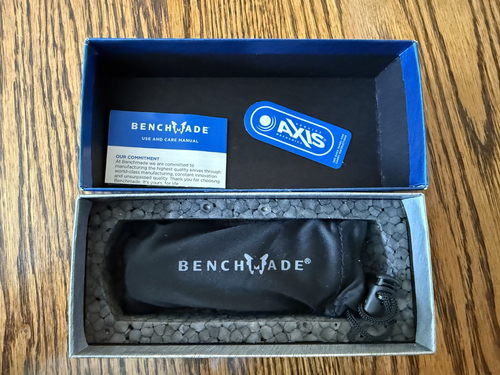 BENCHMADE®
USE AND CARE MANUAL
OUR COMMITMENT
At Benchmade we are committed to
manufacturing the highest quality knives through
world-class manufacturing, constant innovation
and unsurpassed quality. Thank you for choosing
Benchmade. It's yours, for life.
AXIS
BENCHMADE®